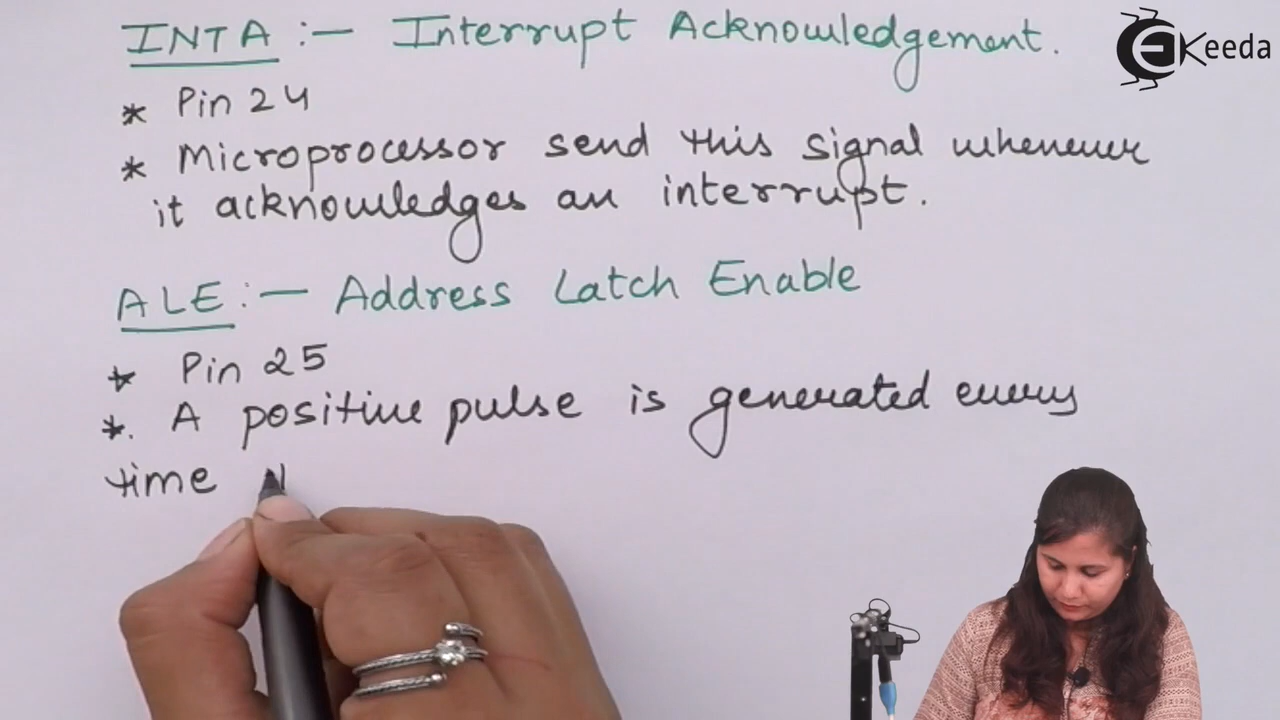 INTA :- Interrupt Acknowledgement.
EKeeda
* Pin 24
* Microprocessor send this signal whenever
it acknowledges an interrupt.
ALE :- Address Latch Enable
* Pin 25
*. A positive pulse is generated every
time